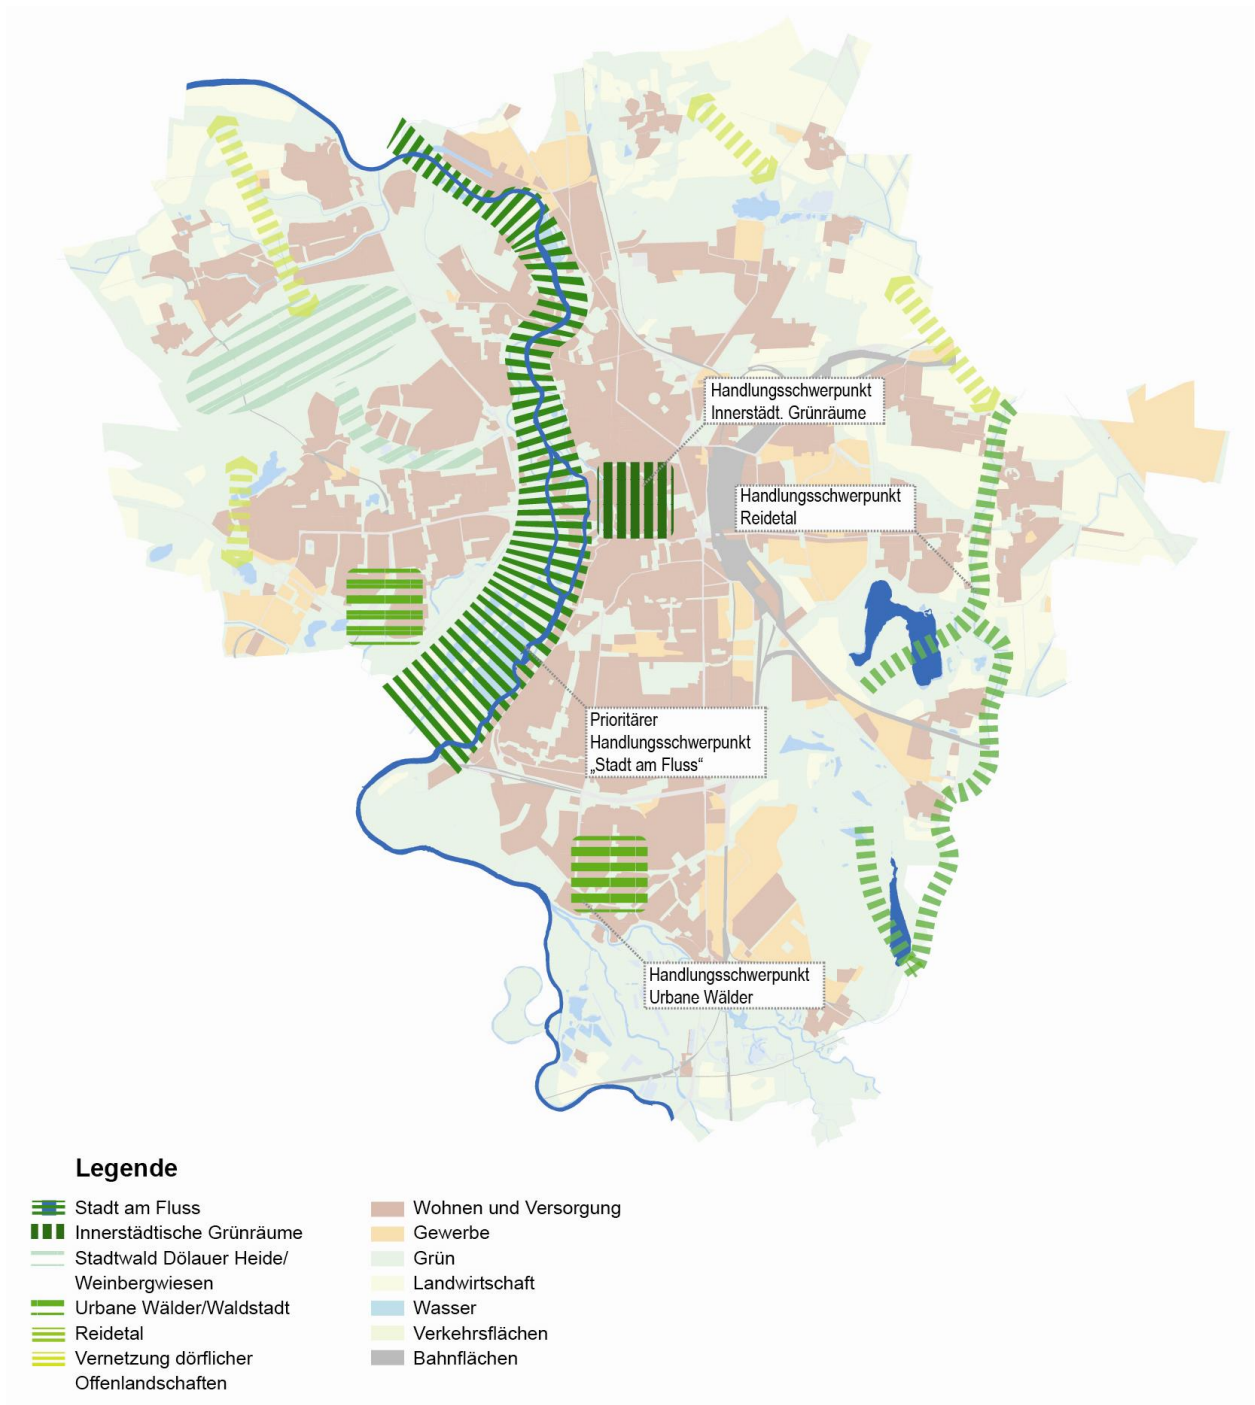 Handlungsschwerpunkt
Innerstädt. Grünräume
Handlungsschwerpunkt
Reidetal
Prioritärer
Handlungsschwerpunkt
„Stadt am Fluss“
Handlungsschwerpunkt
Urbane Wälder
Legende
Stadt am Fluss
Innerstädtische Grünräume
Stadtwald Dölauer Heide/
Weinbergwiesen
Urbane Wälder/Waldstadt
Reidetal
Vernetzung dörflicher
Offenlandschaften
Wohnen und Versorgung
Gewerbe
Grün
Landwirtschaft
Wasser
Verkehrsflächen
Bahnflächen